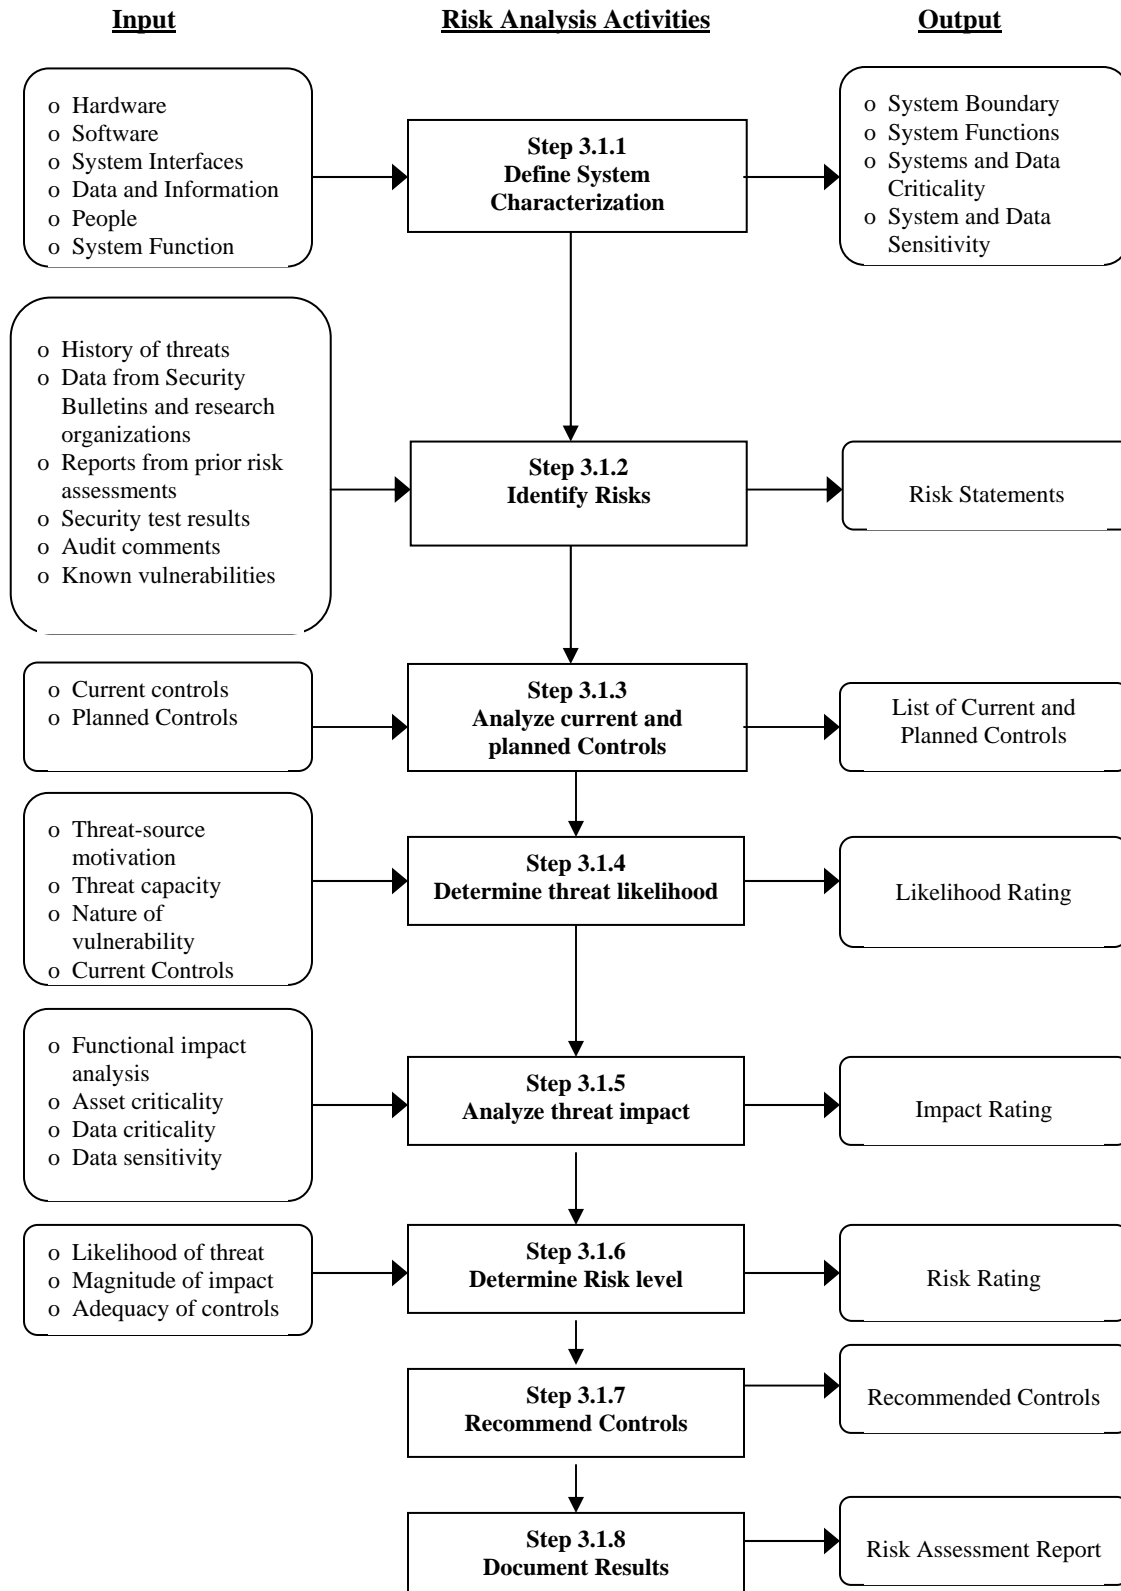 Input
Risk Analysis Activities
Output
o Hardware
o Software
o System Interfaces
o Data and Information
o People
o System Function
Step 3.1.1
Define System
Characterization
o System Boundary
o System Functions
o Systems and Data
Criticality
o System and Data
Sensitivity
o History of threats
o Data from Security
Bulletins and research
organizations
o Reports from prior risk
assessments
o Security test results
o Audit comments
o Known vulnerabilities
Step 3.1.2
Identify Risks
Risk Statements
o Current controls
o Planned Controls
Step 3.1.3
Analyze current and
planned Controls
List of Current and
Planned Controls
o Threat-source
motivation
o Threat capacity
o Nature of
vulnerability
o Current Controls
Step 3.1.4
Determine threat likelihood
Likelihood Rating
o Functional impact
analysis
o Asset criticality
o Data criticality
o Data sensitivity
Step 3.1.5
Analyze threat impact
Impact Rating
o Likelihood of threat
o Magnitude of impact
o Adequacy of controls
Step 3.1.6
Determine Risk level
Risk Rating
Step 3.1.7
Recommend Controls
Recommended Controls
Step 3.1.8
Document Results
Risk Assessment Report